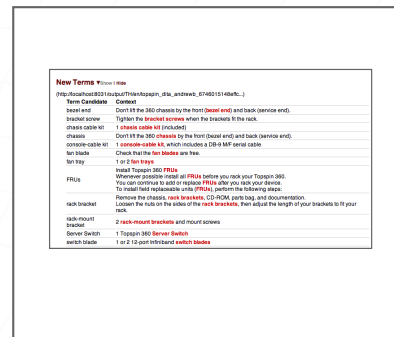 New Terms ▼Show | Hide
(http://localhost:8031/output/TH/en/topspin_dita_andrewb_6746015148effc...)
Term Candidate Context
bezel end Don't lift the 360 chassis by the front (bezel end) and back (service end).
bracket screw Tighten the bracket screws when the brackets fit the rack.
chasis cable kit 1 chassis cable kit (included)
chassis Don't lift the 360 chassis by the front (bezel end) and back (service end).
console-cable kit 1 console-cable kit, which includes a DB-9 M/F serial cable
fan blade Check that the fan blades are free.
fan tray 1 or 2 fan trays
Install Topspin 360 FRUs
Whenever possible install all FRUs before you rack your Topspin 360.
FRUs You can continue to add or replace FRUs after you rack your device.
To install field replaceable units (FRUs), perform the following steps:
Remove the chassis, rack brackets, CD-ROM, parts bag, and documentation.
rack bracket Loosen the nuts on the sides of the rack brackets, then adjust the length of your brackets to fit your
rack.
rack-mount
bracket 2 rack-mount brackets and mount screws
Server Switch 1 Topspin 360 Server Switch
switch blade 1 or 2 12-port Infiniband switch blades